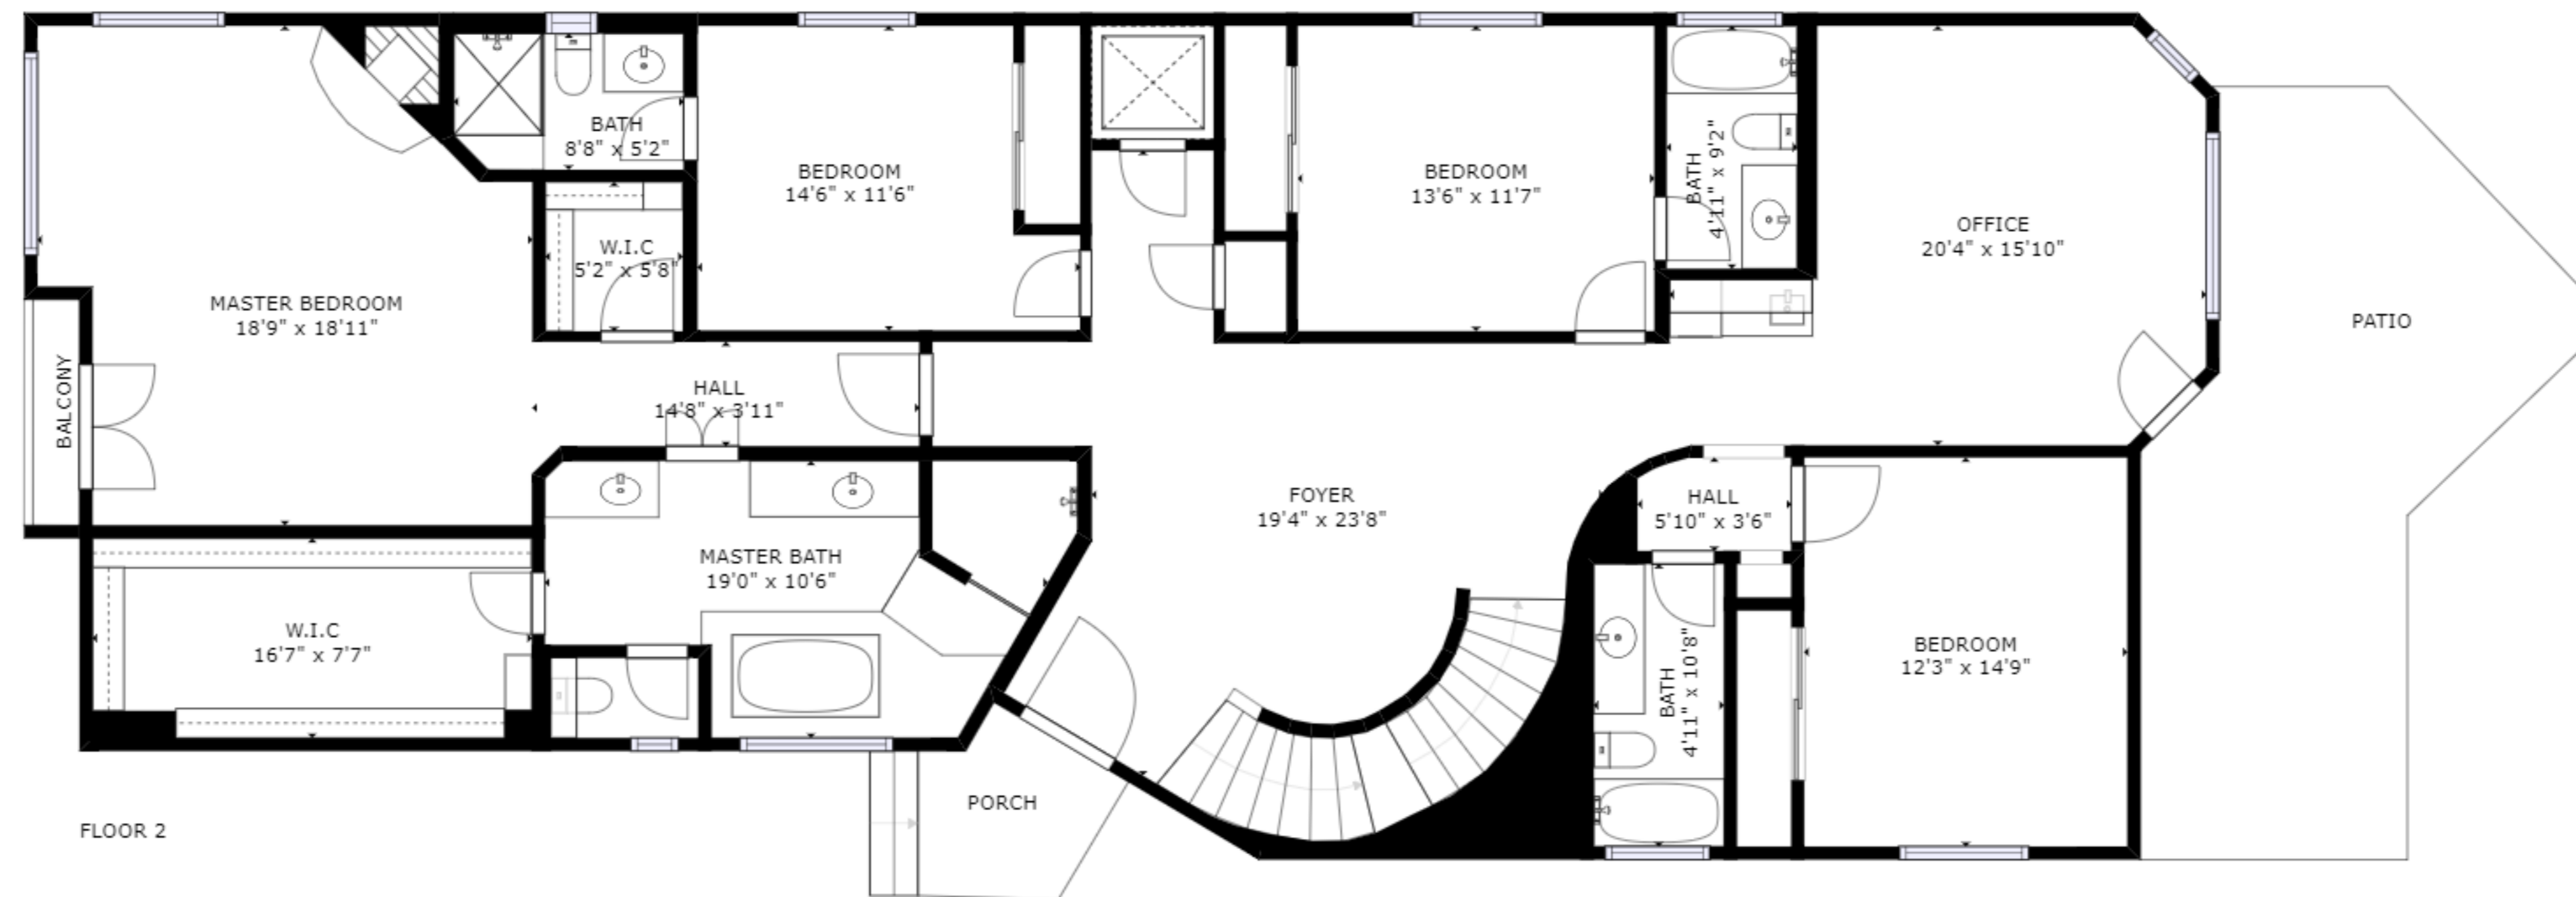 BATH
8'8" x 5'2"
BEDROOM
14'6" x 11'6"
BEDROOM
13'6" x 11'7"
BATH
4'11" x 9'2"
OFFICE
20'4" x 15'10"
W.I.C
5'2" x 5'8"
MASTER BEDROOM
18'9" x 18'11"
PATIO
BALCONY
HALL
14'8" x 3'11"
FOYER
19'4" x 23'8"
HALL
5'10" x 3'6"
MASTER BATH
19'0" x 10'6"
W.I.C
16'7" x 7'7"
BATH
4'11" x 10'8"
BEDROOM
12'3" x 14'9"
PORCH
FLOOR 2